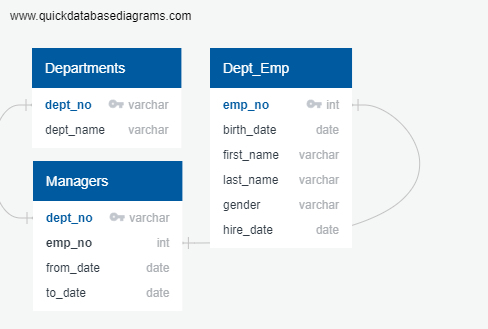 www.quickdatabasediagrams.com
Departments
dept_no varchar
dept_name varchar
Dept_Emp
emp_no int
birth_date date
first_name varchar
last_name varchar
gender varchar
hire_date date
Managers
dept_no varchar
emp_no int
from_date date
to_date date